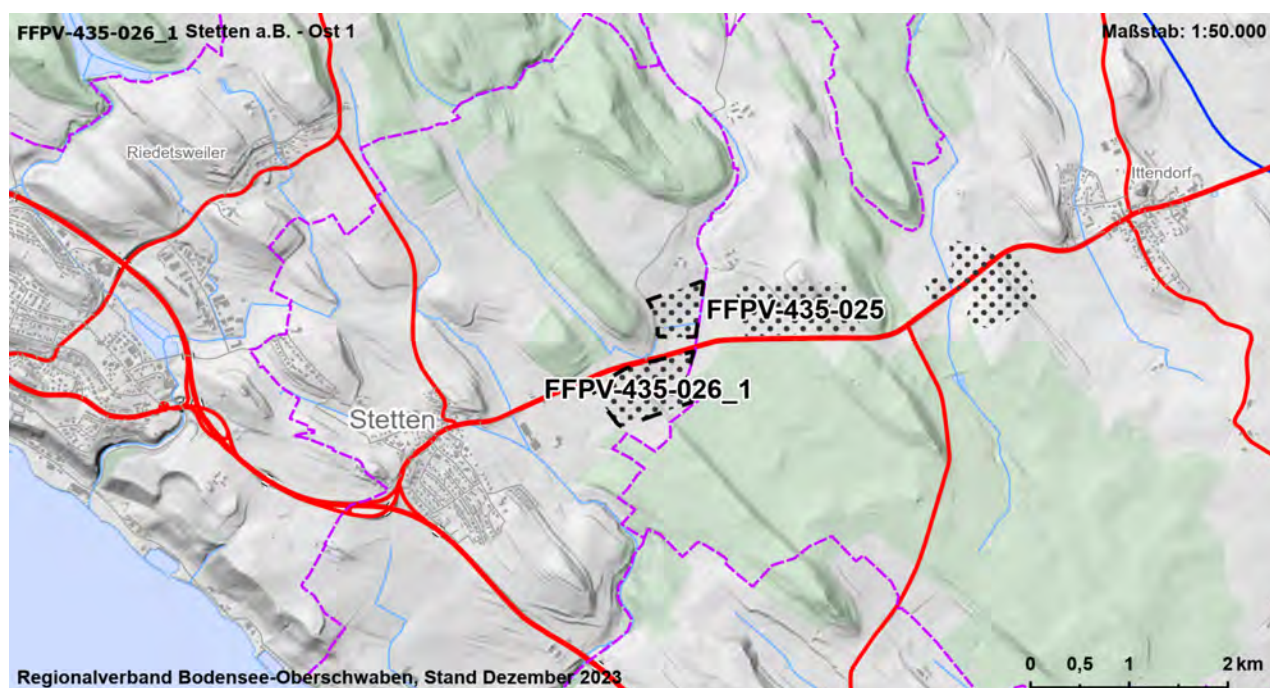 FFPV-435-026_1 Stetten a.B. - Ost 1
Maßstab: 1:50.000
Riedetsweiler
Ittendorf
FFPV-435-025
FFPV-435-026_1
Stetten
Regionalverband Bodensee-Oberschwaben, Stand Dezember 2023
0 0,5 1 2 km